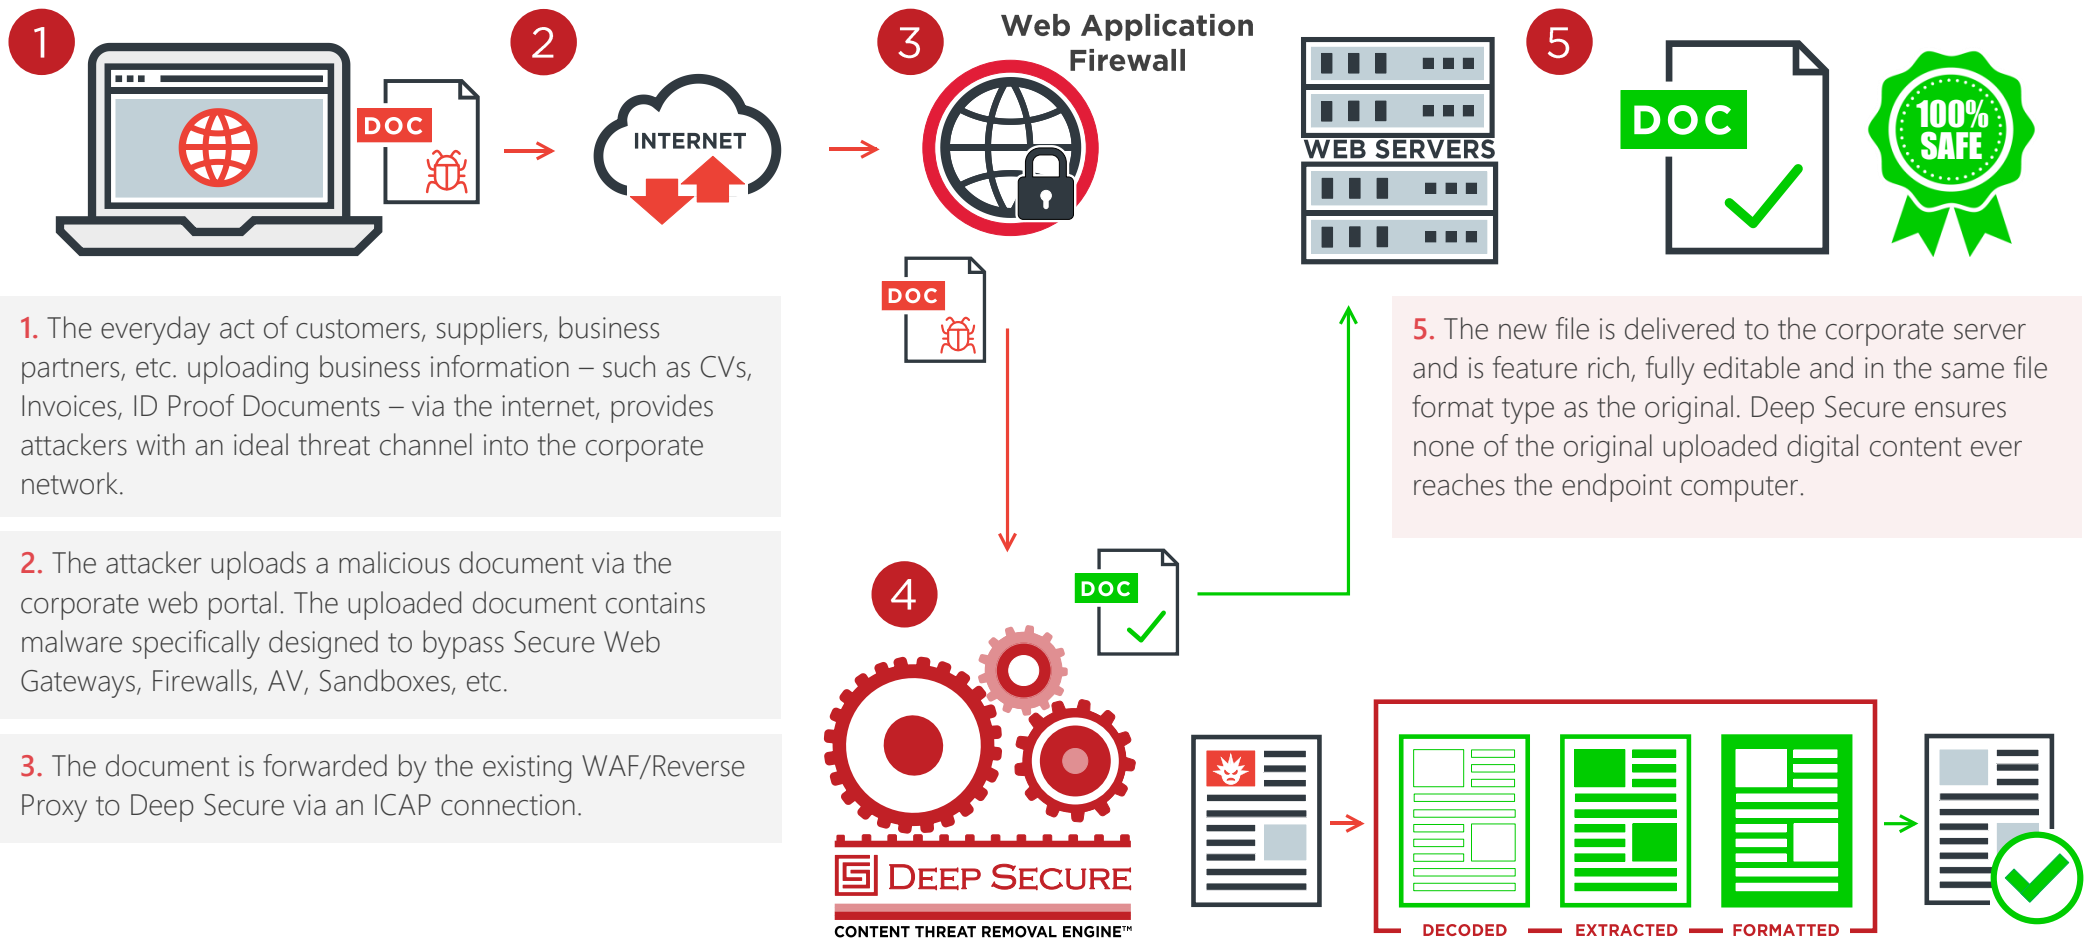 1
DOC
2
INTERNET
3
Web Application
Firewall
DOC
WEB SERVERS
5
DOC
100%
SAFE
1. The everyday act of customers, suppliers, business
partners, etc. uploading business information – such as CVs,
Invoices, ID Proof Documents – via the internet, provides
attackers with an ideal threat channel into the corporate
network.
2. The attacker uploads a malicious document via the
corporate web portal. The uploaded document contains
malware specifically designed to bypass Secure Web
Gateways, Firewalls, AV, Sandboxes, etc.
3. The document is forwarded by the existing WAF/Reverse
Proxy to Deep Secure via an ICAP connection.
4
DOC
DEEP SECURE
CONTENT THREAT REMOVAL ENGINE™
5. The new file is delivered to the corporate server
and is feature rich, fully editable and in the same file
format type as the original. Deep Secure ensures
none of the original uploaded digital content ever
reaches the endpoint computer.
DECODED
EXTRACTED
FORMATTED